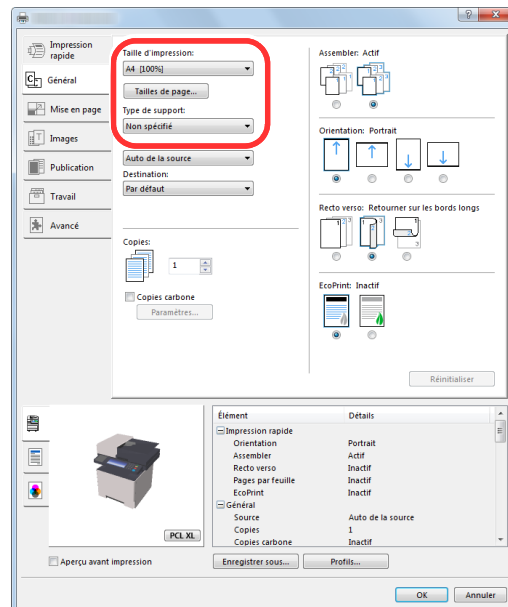 Impression
rapide
Général
Mise en page
Images
Publication
Travail
Avancé
Taille d'impression:
A4 [100%]
Tailles de page...
Type de support:
Non spécifié
Auto de la source
Destination:
Par défaut
Copies:
1
Copies carbone
Paramètres...
Assembler: Actif
Orientation: Portrait
Recto verso: Retourner sur les bords longs
EcoPrint: Inactif
Réinitialiser
PCL XL
Aperçu avant impression
Élément Détails
Impression rapide
Orientation Portrait
Assembler Actif
Recto verso Inactif
Pages par feuille Inactif
EcoPrint Inactif
Général
Source Auto de la source
Copies 1
Copies carbone Inactif
Enregistrer sous... Profils...
OK Annuler